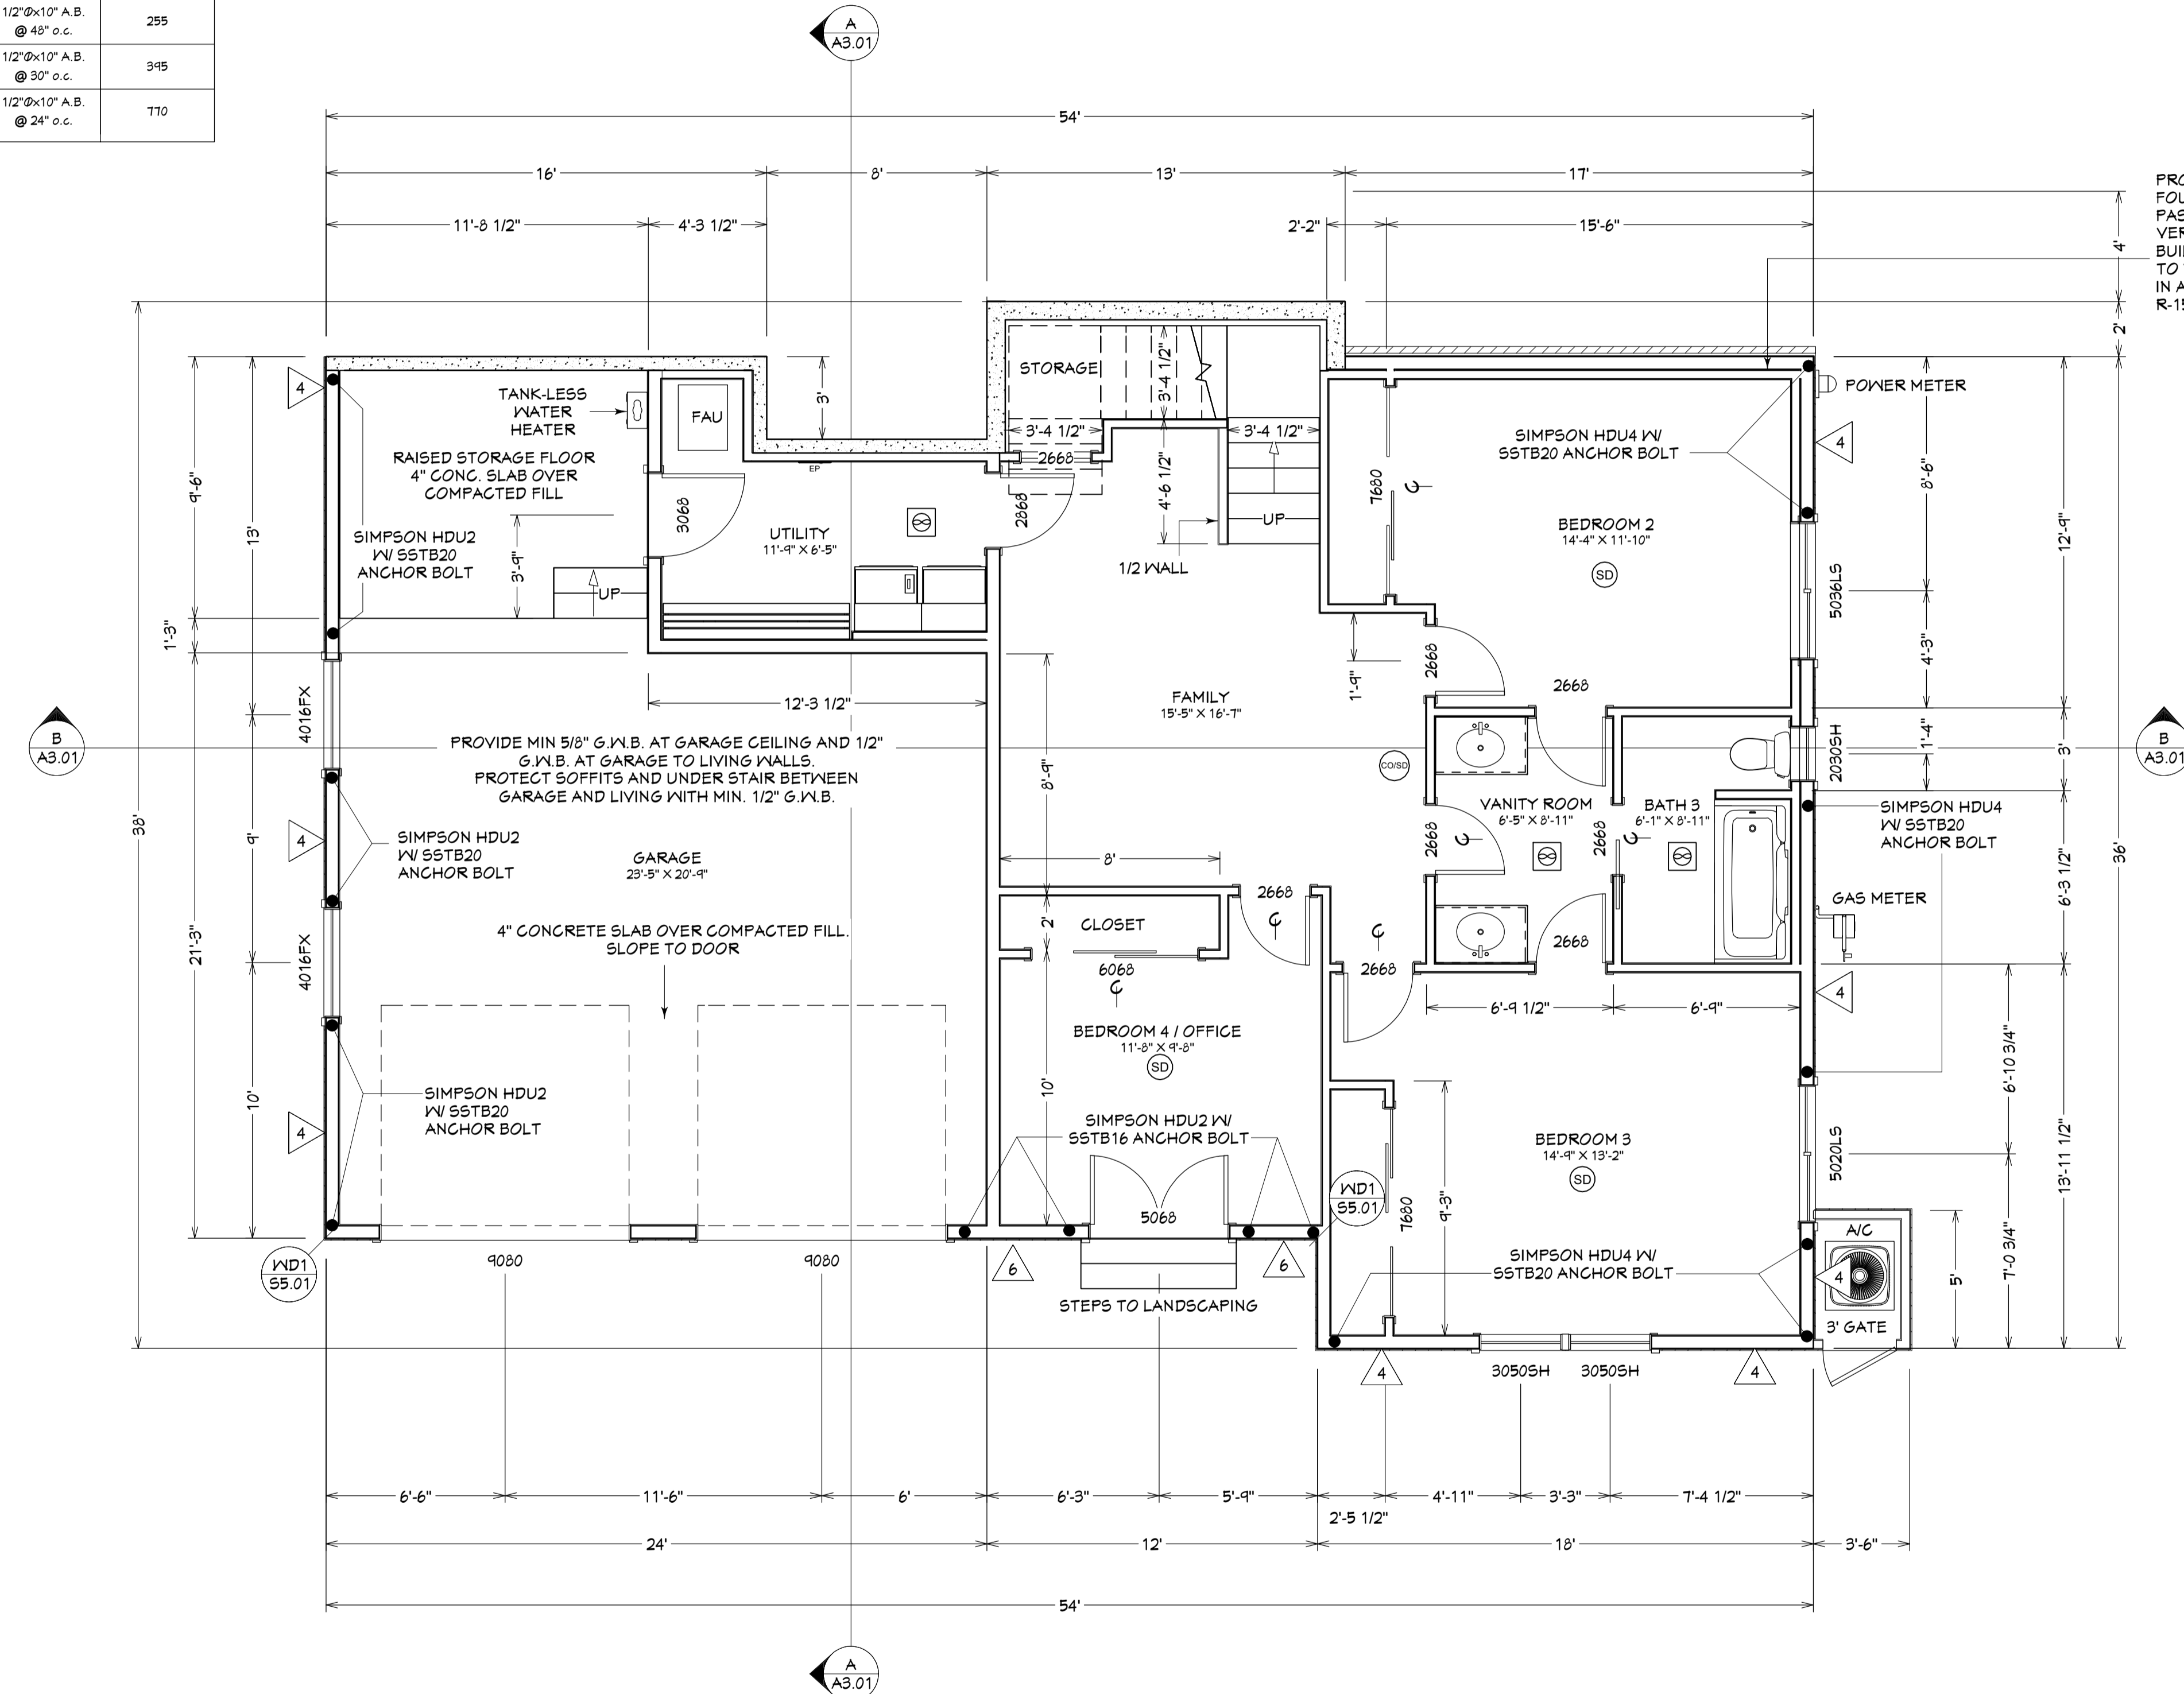 1/2"Øx10" A.B.
@ 48" o.c.
255
1/2"Øx10" A.B.
@ 30" o.c.
395
1/2"Øx10" A.B.
@ 24" o.c.
770
A
A3.01
54'
16'
8'
13'
17'
11'-8 1/2"
4'-3 1/2"
2'-2"
15'-6"
4'
2'
3'
STORAGE
3'-4 1/2"
3'-4 1/2"
3'-4 1/2"
2668
4'-6 1/2"
UP
1/2 WALL
4
TANK-LESS
WATER
HEATER
FAU
RAISED STORAGE FLOOR
4" CONC. SLAB OVER
COMPACTED FILL
EP
3068
2868
UTILITY
11'-9" X 6'-5"
SIMPSON HDU2
W/ SSTB20
ANCHOR BOLT
3'-9"
UP
9'-6"
13'
1'-3"
7680
SIMPSON HDU4 W/
SSTB20 ANCHOR BOLT
BEDROOM 2
14'-4" X 11'-10"
SD
POWER METER
4
8'-6"
12'-9"
5036LS
4'-3"
4016FX
12'-3 1/2"
FAMILY
15'-5" X 16'-7"
1'-9"
2668
2668
B
A3.01
PROVIDE MIN 5/8" G.W.B. AT GARAGE CEILING AND 1/2"
G.W.B. AT GARAGE TO LIVING WALLS.
PROTECT SOFFITS AND UNDER STAIR BETWEEN
GARAGE AND LIVING WITH MIN. 1/2" G.W.B.
8'-9"
CO/SD
2030SH
1'-4"
3'
B
A3.01
38'
36'
9'
4
SIMPSON HDU2
W/ SSTB20
ANCHOR BOLT
GARAGE
23'-5" X 20'-9"
8'
2668
VANITY ROOM
6'-5" X 8'-11"
2668
BATH 3
6'-1" X 8'-11"
SIMPSON HDU4
W/ SSTB20
ANCHOR BOLT
6'-3 1/2"
GAS METER
2668
2'
CLOSET
6068
2668
2668
21'-3"
4016FX
4" CONCRETE SLAB OVER COMPACTED FILL.
SLOPE TO DOOR
4
6'-9 1/2"
6'-9"
BEDROOM 4 / OFFICE
11'-8" X 9'-8"
SD
6'-10 3/4"
10'
10'
4
SIMPSON HDU2
W/ SSTB20
ANCHOR BOLT
SIMPSON HDU2 W/
SSTB16 ANCHOR BOLT
BEDROOM 3
14'-9" X 13'-2"
SD
5020LS
13'-11 1/2"
WD1
S5.01
5068
7680
9'-3"
A/C
4
3' GATE
5'
7'-0 3/4"
SIMPSON HDU4 W/
SSTB20 ANCHOR BOLT
WD1
S5.01
9080
9080
6
6
STEPS TO LANDSCAPING
4
3050SH
3050SH
4
6'-6"
11'-6"
6'
6'-3"
5'-9"
2'-5 1/2"
4'-11"
3'-3"
7'-4 1/2"
24'
12'
18'
3'-6"
54'
A
A3.01